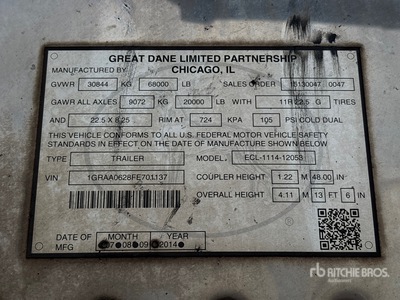 GREAT DANE LIMITED PARTNERSHIP
MANUFACTURED BY: CHICAGO, IL
GVWR 30844 KG 68000 LB SALES ORDER 15130047 0047
GAWR ALL AXLES 9072 KG 20000 LB WITH 11R22.5 G TIRES
AND 22.5 X 8.25 RIM AT 724 KPA 105 PSI COLD DUAL
THIS VEHICLE CONFORMS TO ALL U.S. FEDERAL MOTOR VEHICLE SAFETY
STANDARDS IN EFFECT ON THE DATE OF MANUFACTURE SHOWN BELOW
TYPE TRAILER MODEL ECL-1114-12053
VIN 1GRAA0628FE701137 COUPLER HEIGHT 1.22 M 48.00 IN
OVERALL HEIGHT 4.11 M 13 FT 6 IN
DATE OF MFG MONTH YEAR
2014
rb RITCHIE BROS.